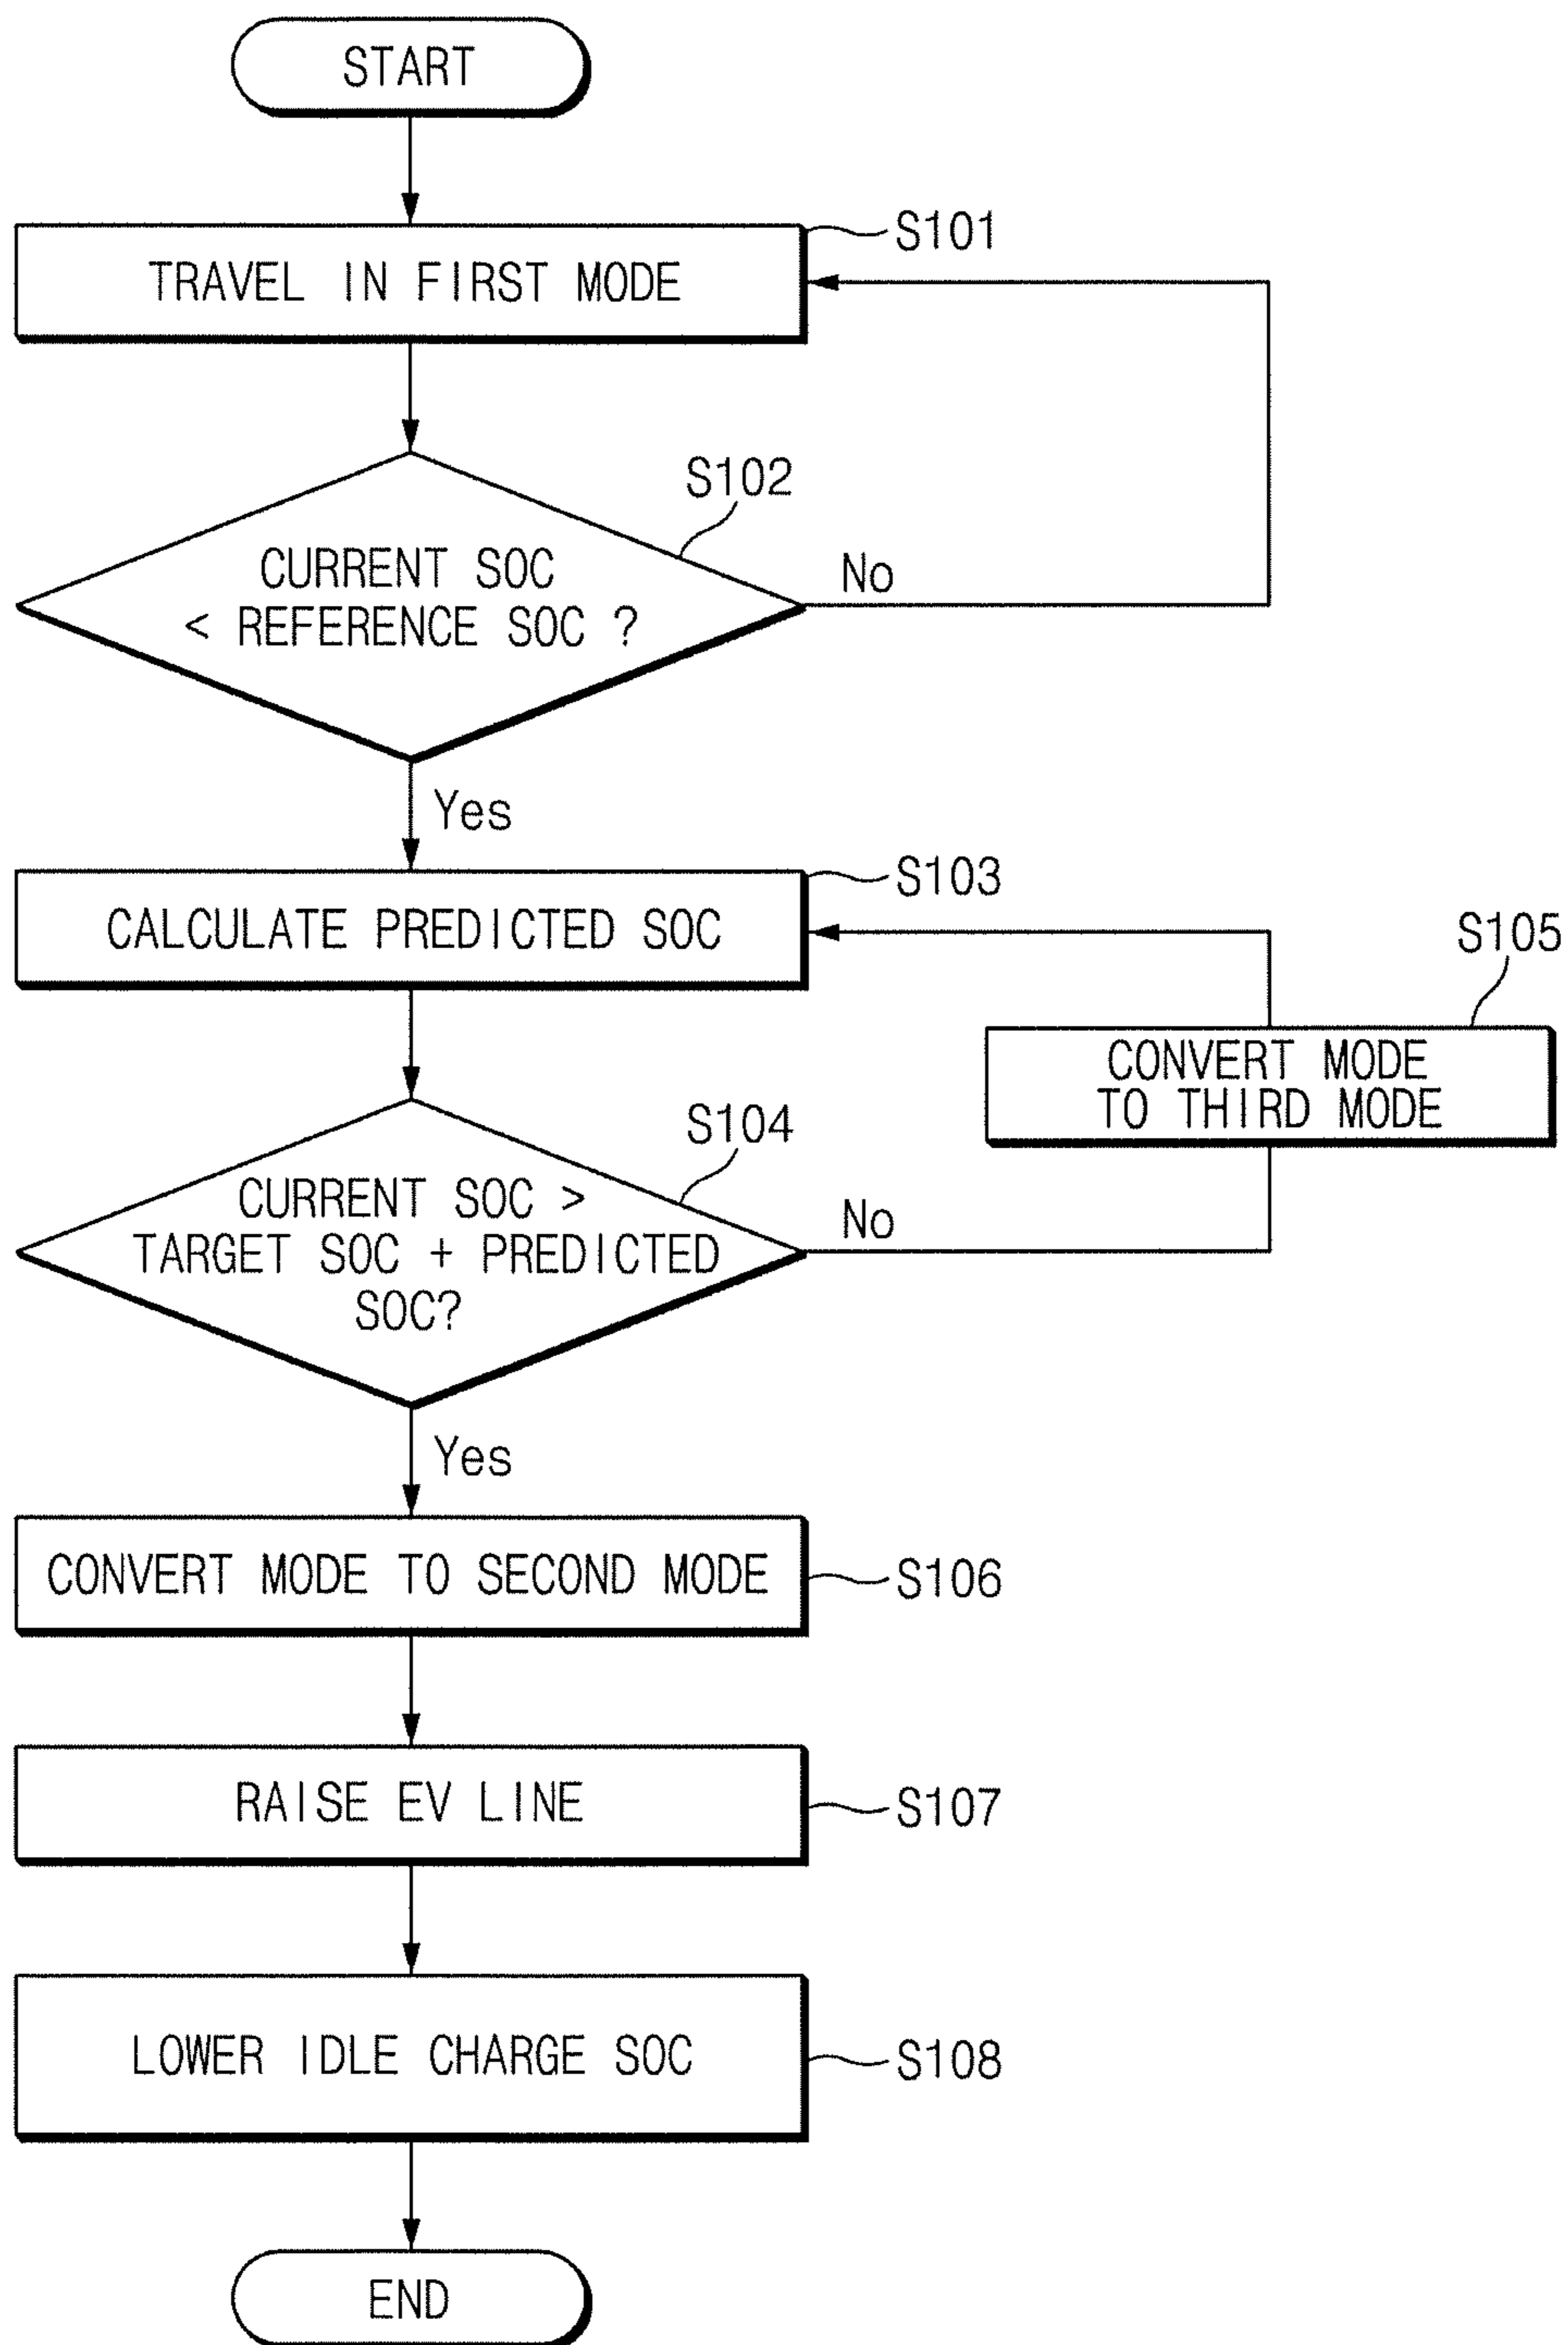 START
S101
TRAVEL IN FIRST MODE
S102
CURRENT SOC
< REFERENCE SOC ?
No
Yes
S103
CALCULATE PREDICTED SOC
S105
CONVERT MODE
TO THIRD MODE
S104
CURRENT SOC >
TARGET SOC + PREDICTED
SOC?
No
Yes
CONVERT MODE TO SECOND MODE
S106
RAISE EV LINE
S107
LOWER IDLE CHARGE SOC
S108
END